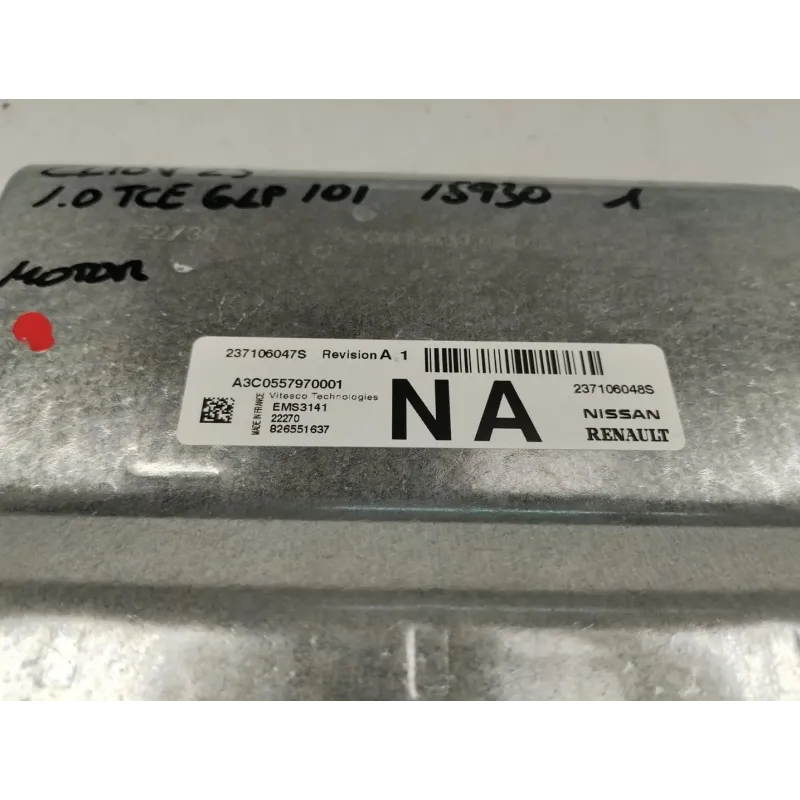 1.0 TCE GLP 101 15930 1
MOTOR
237106047S Revision A 1
A3C0557970001
Vitesco Technologies
EMS3141
22270
826551637
MADE IN FRANCE
NA
237106048S
NISSAN
RENAULT